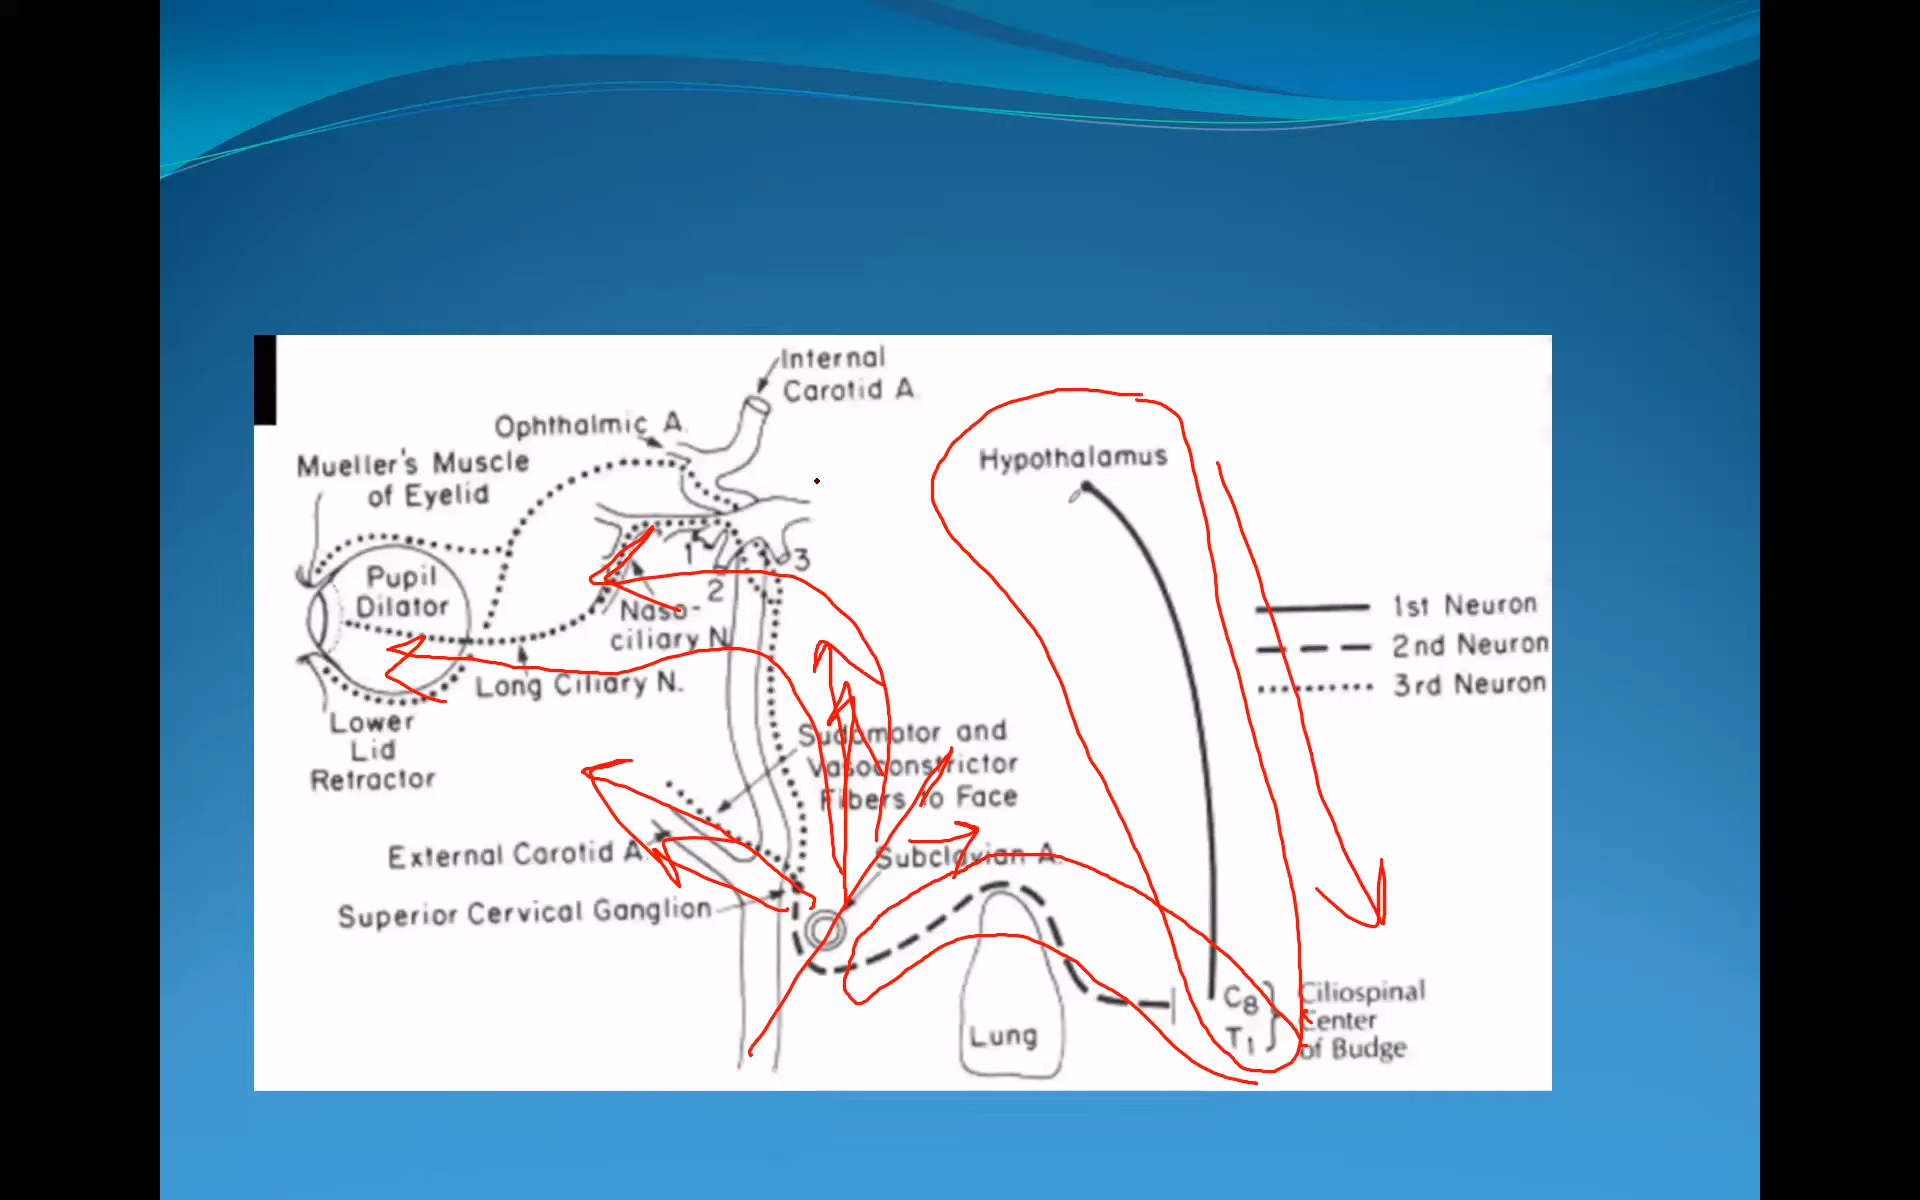 Internal
Carotid A.
Ophthalmic A.
Mueller's Muscle
of Eyelid
Hypothalamus
Pupil
Dilator
1
2
3
Naso-
ciliary N.
Long Ciliary N.
Lower
Lid
Retractor
1st Neuron
2nd Neuron
3rd Neuron
Sudomotor and
Vasoconstrictor
Fibers to Face
External Carotid A.
Subclavian A.
Superior Cervical Ganglion
Lung
C8
T1
Ciliospinal
Center
of Budge